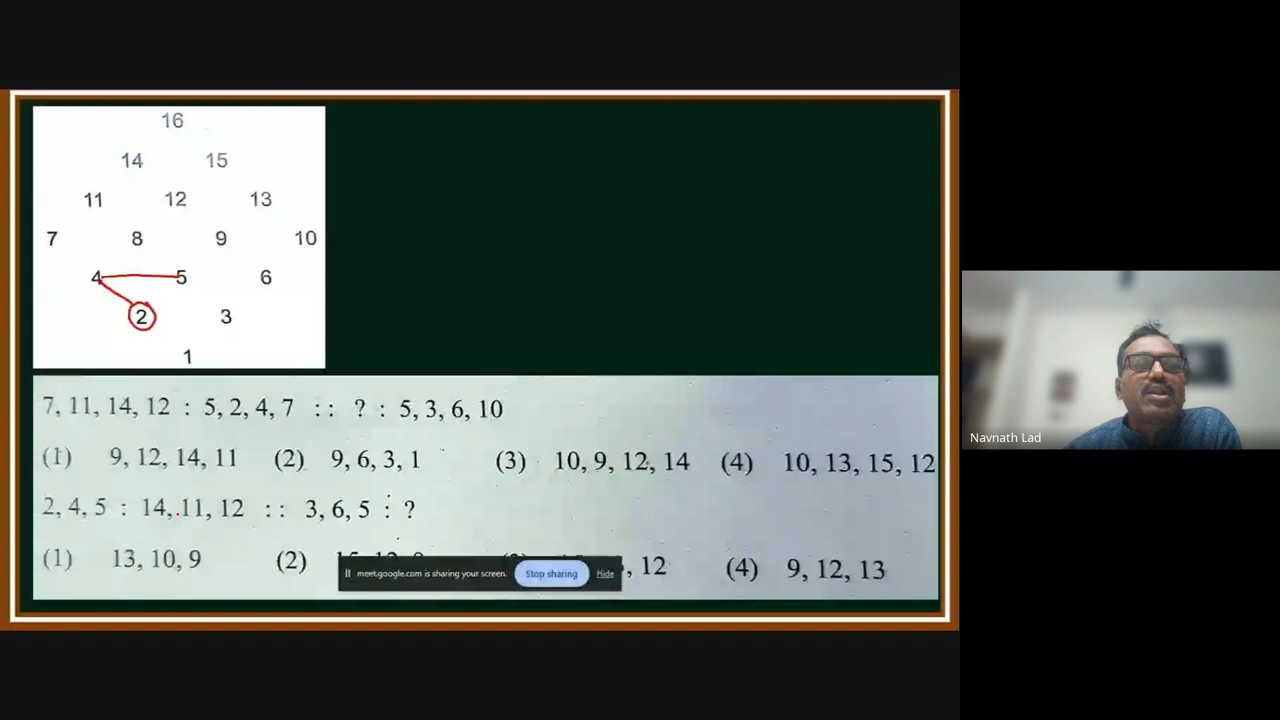 16
14 15
11 12 13
7 8 9 10
4 5 6
2 3
1
7, 11, 14, 12 : 5, 2, 4, 7 :: ? : 5, 3, 6, 10
(1) 9, 12, 14, 11 (2) 9, 6, 3, 1 (3) 10, 9, 12, 14 (4) 10, 13, 15, 12
2, 4, 5 : 14, 11, 12 :: 3, 6, 5 : ?
(1) 13, 10, 9 (2) , 12 (4) 9, 12, 13
meet.google.com is sharing your screen. Stop sharing Hide
Navnath Lad